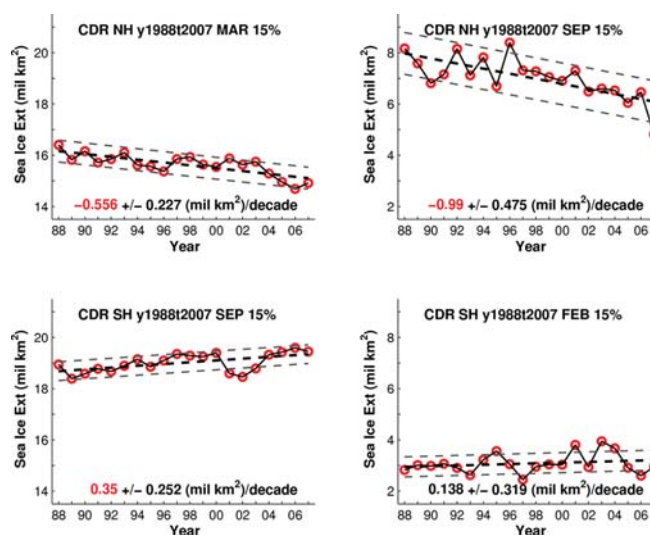 CDR NH y1988t2007 MAR 15%
Sea Ice Ext (mil km²)
20
18
16
14
−0.556 +/− 0.227 (mil km²)/decade
88 90 92 94 96 98 00 02 04 06
Year
CDR NH y1988t2007 SEP 15%
Sea Ice Ext (mil km²)
8
6
4
2
−0.99 +/− 0.475 (mil km²)/decade
88 90 92 94 96 98 00 02 04 06
Year
CDR SH y1988t2007 SEP 15%
Sea Ice Ext (mil km²)
20
18
16
14
0.35 +/− 0.252 (mil km²)/decade
88 90 92 94 96 98 00 02 04 06
Year
CDR SH y1988t2007 FEB 15%
Sea Ice Ext (mil km²)
8
6
4
2
0.138 +/− 0.319 (mil km²)/decade
88 90 92 94 96 98 00 02 04 06
Year